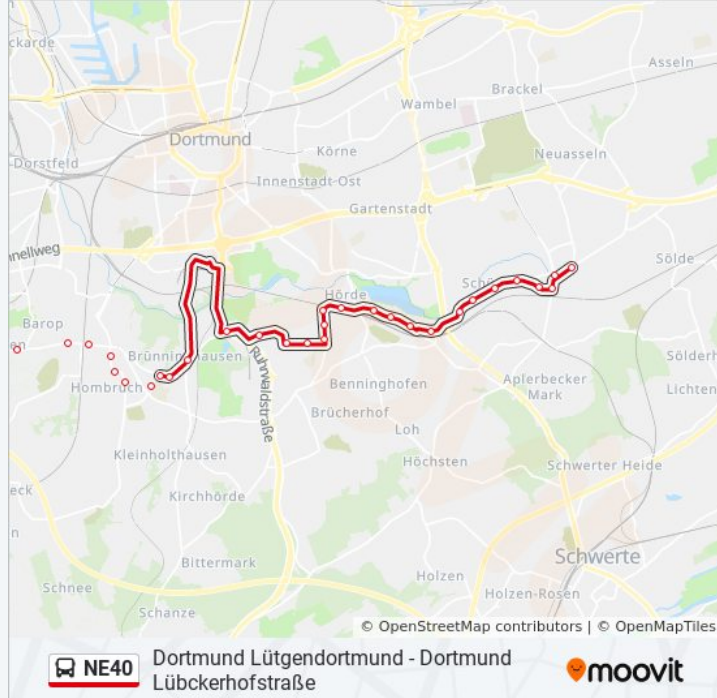 ckarde
Asseln
Brackel
Wambel
Dortmund
Körne
Neuasseln
Dorstfeld
Innenstadt-Ost
Gartenstadt
nellweg
Sölde
Hörde
Sch
Barop
en
Brünninghausen
Hombruch
Ruhrwaldstraße
Benninghofen
Aplerbecker
Mark
Sölderh
Lichten
Brücherhof
Loh
Kleinholthausen
Höchsten
Schwerter Heide
eck
Kirchhörde
n
Bittermark
Schwerte
Schnee
Holzen
Holzen-Rosen
Schanze
© OpenStreetMap contributors | © OpenMapTiles
NE40
Dortmund Lütgendortmund - Dortmund
Lübckerhofstraße
moovit